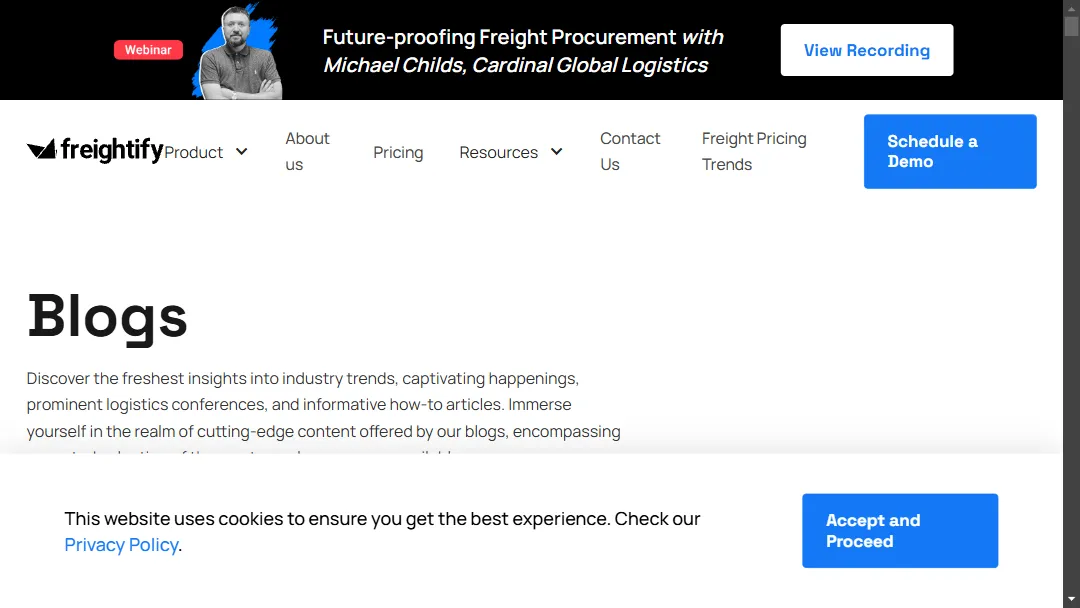 Webinar
Future-proofing Freight Procurement with
Michael Childs, Cardinal Global Logistics
View Recording
freightify
Product
About
us
Pricing
Resources
Contact
Us
Freight Pricing
Trends
Schedule a
Demo
Blogs
Discover the freshest insights into industry trends, captivating happenings,
prominent logistics conferences, and informative how-to articles. Immerse
yourself in the realm of cutting-edge content offered by our blogs, encompassing
This website uses cookies to ensure you get the best experience. Check our
Privacy Policy.
Accept and
Proceed